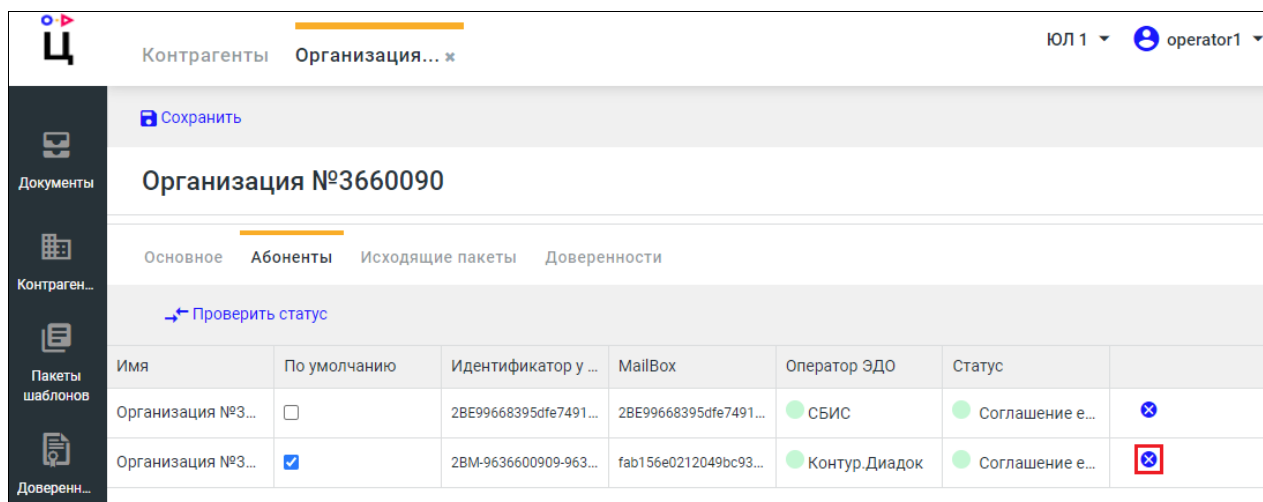 Ц
Контрагенты Организация... × ЮЛ 1 operator1
Сохранить
Документы
Организация №3660090
Контраген...
Основное Абоненты Исходящие пакеты Доверенности
Проверить статус
Пакеты
шаблонов
Имя По умолчанию Идентификатор у ... MailBox Оператор ЭДО Статус
Организация №3... 2BE99668395dfe7491... 2BE99668395dfe7491... СБИС Соглашение е...
Организация №3... 2BM-9636600909-963... fab156e0212049bc93... Контур.Диадок Соглашение е...
Доверенн...